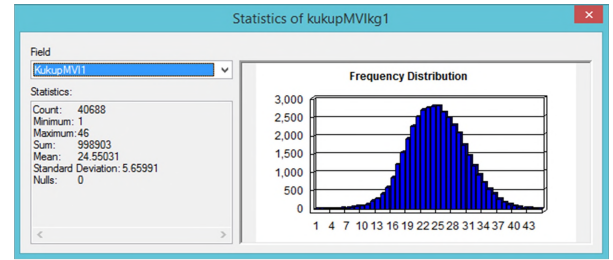 Statistics of kukupMVIkg1
Field
KukupMVI1
Statistics:
Count: 40688
Minimum: 1
Maximum: 46
Sum: 998903
Mean: 24.55031
Standard Deviation: 5.65991
Nulls: 0
Frequency Distribution
3,000
2,500
2,000
1,500
1,000
500
0
1 4 7 10 13 16 19 22 25 28 31 34 37 40 43